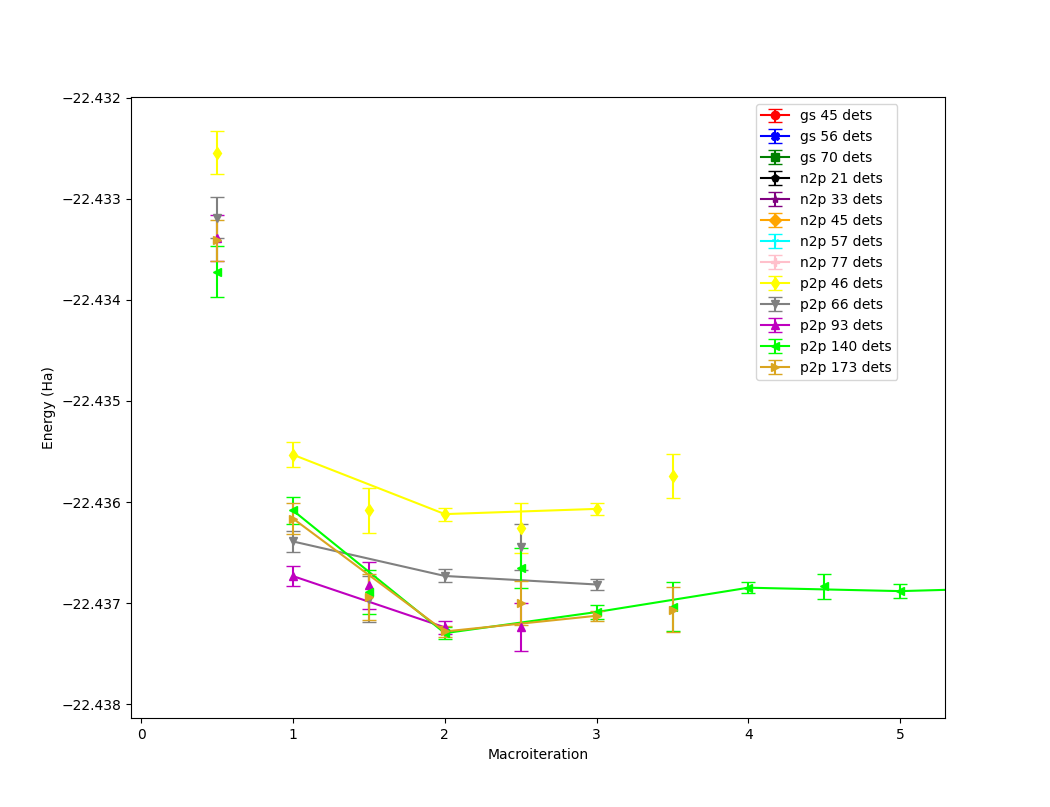 −22.432
−22.433
−22.434
−22.435
−22.436
−22.437
−22.438
Energy (Ha)
0
1
2
3
4
5
Macroiteration
gs 45 dets
gs 56 dets
gs 70 dets
n2p 21 dets
n2p 33 dets
n2p 45 dets
n2p 57 dets
n2p 77 dets
p2p 46 dets
p2p 66 dets
p2p 93 dets
p2p 140 dets
p2p 173 dets